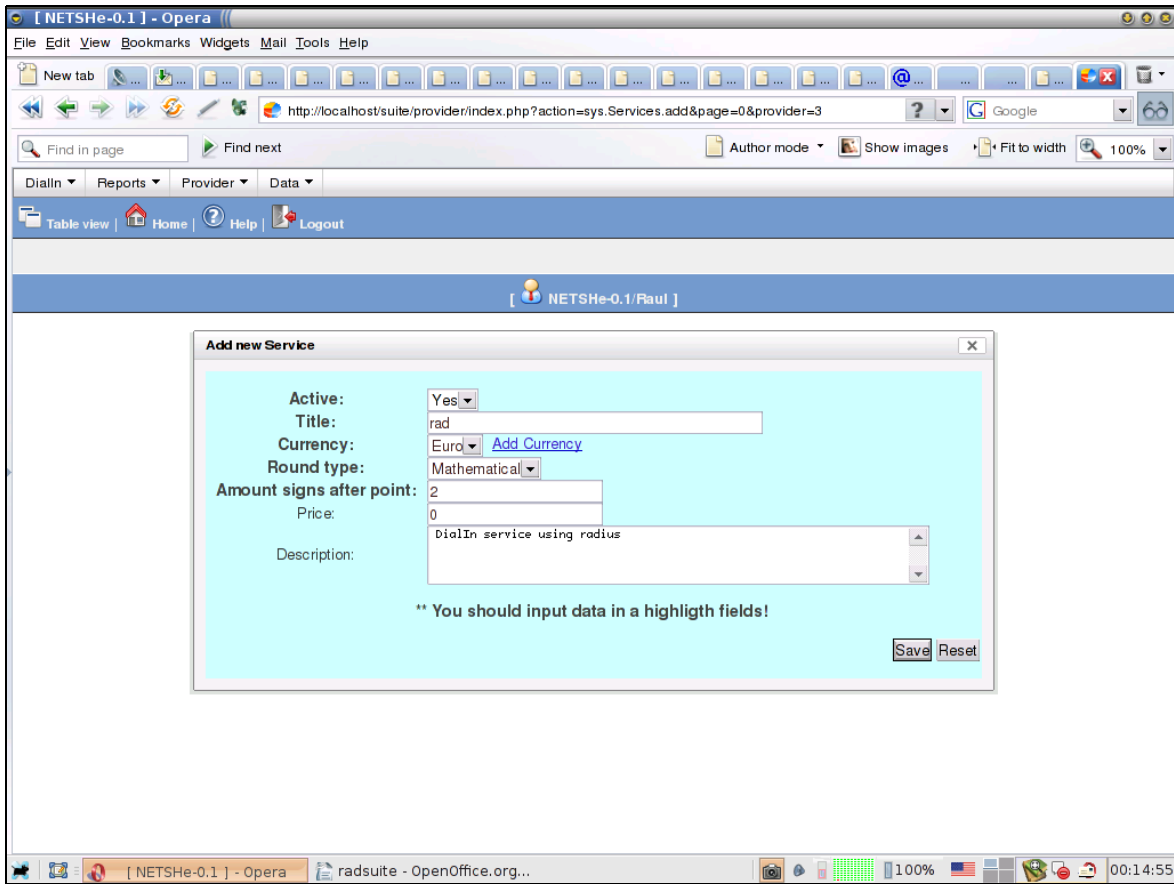 [ NETSHe-0.1 ] - Opera
File Edit View Bookmarks Widgets Mail Tools Help
New tab ... ... ... ... ... ... ... ... ... ... ... ... ... ... ... ... ... @ ... ... ... ...
http://localhost/suite/provider/index.php?action=sys.Services.add&page=0&provider=3 ? G Google
Find in page Find next Author mode Show images Fit to width 100%
DialIn Reports Provider Data
Table view | Home | Help | Logout
[ NETSHe-0.1/Raul ]
Add new Service
Active: Yes
Title: rad
Currency: Euro Add Currency
Round type: Mathematical
Amount signs after point: 2
Price: 0
Description: DialIn service using radius
** You should input data in a highligth fields!
Save Reset
[ NETSHe-0.1 ] - Opera radsuite - OpenOffice.org... 100% 00:14:55